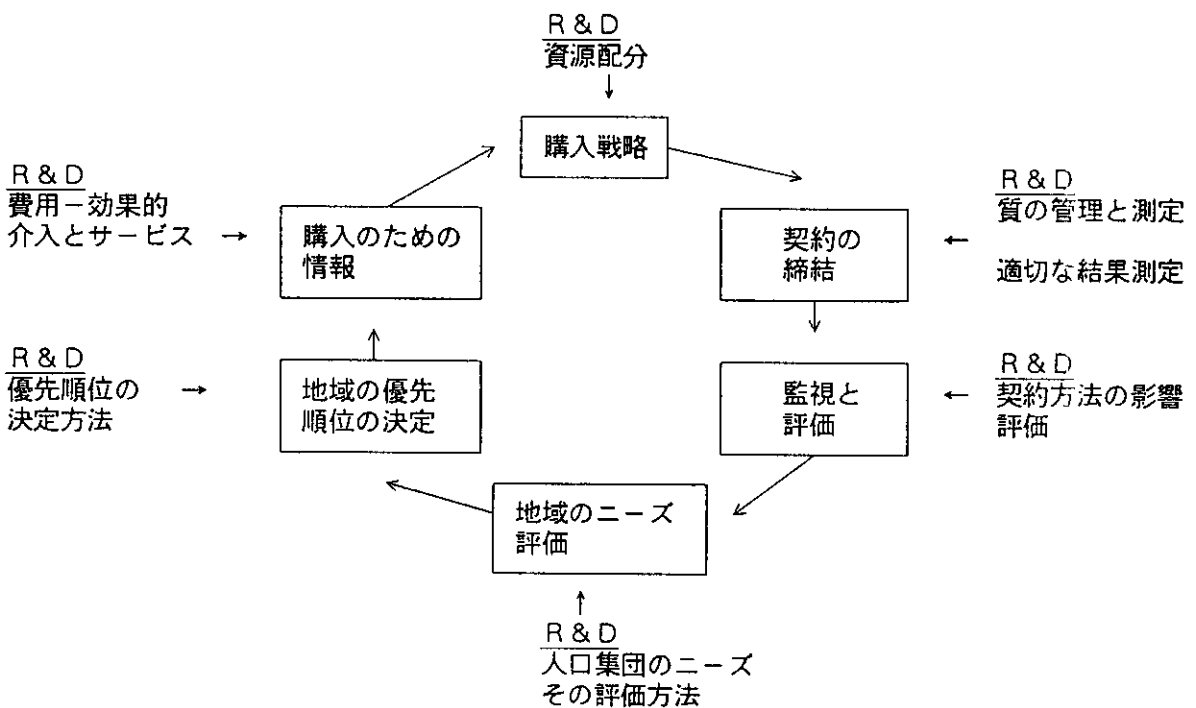 R & D
資源配分
購入戦略
R & D
費用－効果的
介入とサービス
購入のための
情報
契約の
締結
R & D
質の管理と測定
適切な結果測定
R & D
優先順位の
決定方法
地域の優先
順位の決定
監視と
評価
R & D
契約方法の影響
評価
地域のニーズ
評価
R & D
人口集団のニーズ
その評価方法